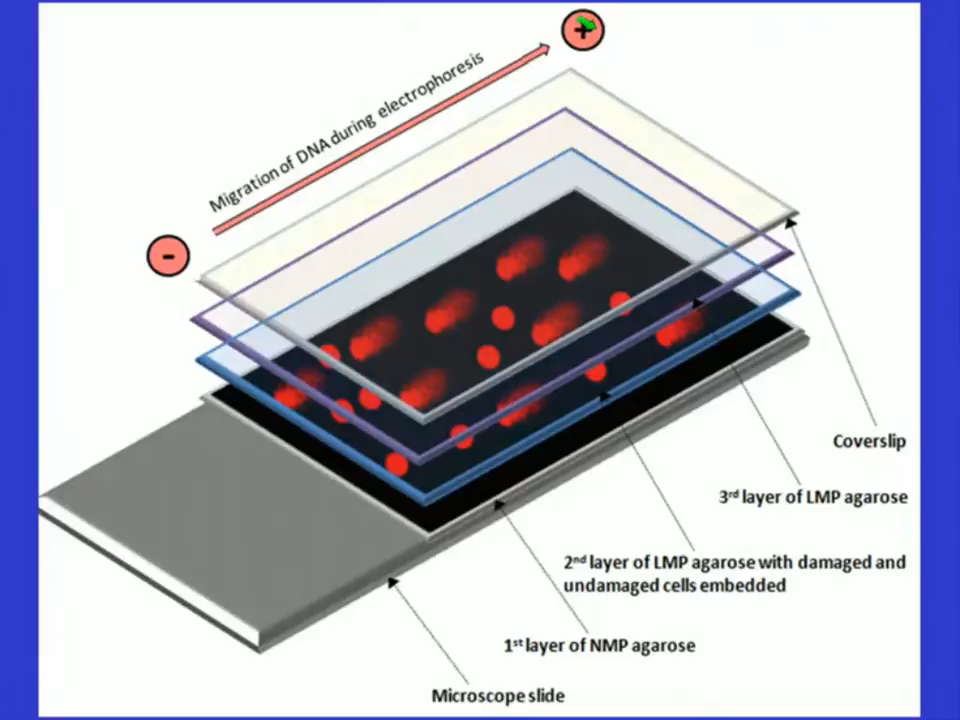 +
Migration of DNA during electrophoresis
-
Coverslip
3rd layer of LMP agarose
2nd layer of LMP agarose with damaged and
undamaged cells embedded
1st layer of NMP agarose
Microscope slide